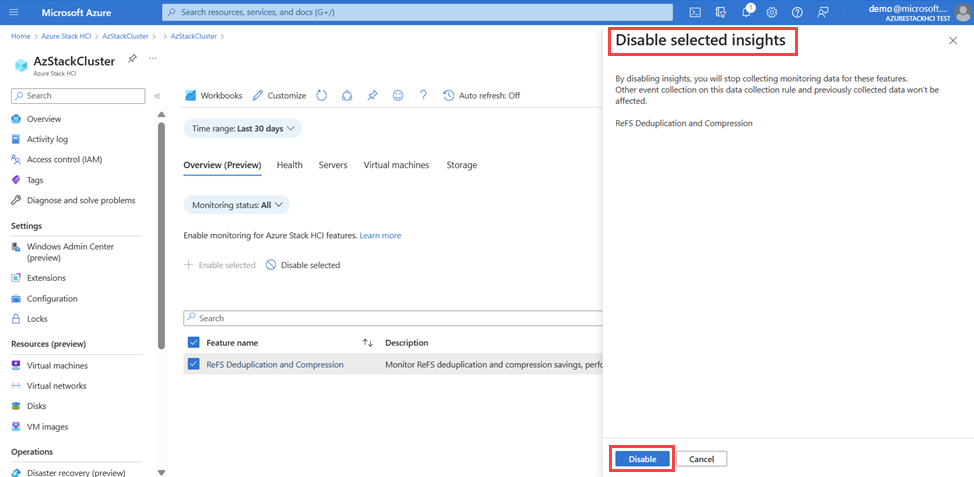 Microsoft Azure
Search resources, services, and docs (G+/)
1
demo@microsoft....
AZURESTACKHCI TEST
Home > Azure Stack HCI > AzStackCluster > > AzStackCluster >
AzStackCluster
...
Azure Stack HCI
Search
«
Overview
Activity log
Access control (IAM)
Tags
Diagnose and solve problems
Settings
Windows Admin Center
(preview)
Extensions
Configuration
Locks
Resources (preview)
Virtual machines
Virtual networks
Disks
VM images
Operations
Disaster recovery (preview)
Workbooks
Customize
?
Auto refresh: Off
Time range: Last 30 days
Overview (Preview)
Health
Servers
Virtual machines
Storage
Monitoring status: All
Enable monitoring for Azure Stack HCI features. Learn more
Enable selected
Disable selected
Search
Feature name
Description
ReFS Deduplication and Compression
Monitor ReFS deduplication and compression savings, perfo
Disable selected insights
By disabling insights, you will stop collecting monitoring data for these features.
Other event collection on this data collection rule and previously collected data won't be
affected.
ReFS Deduplication and Compression
Disable
Cancel